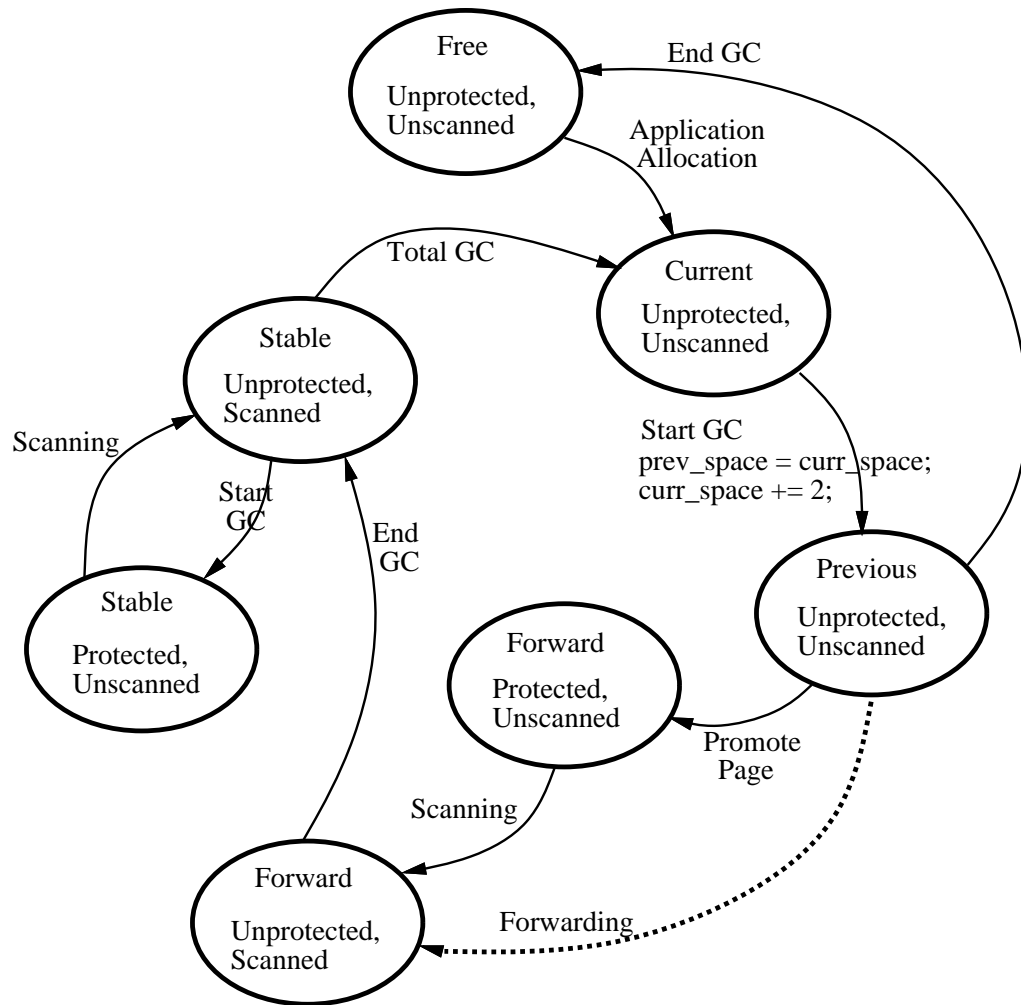 Free
Unprotected,
Unscanned
End GC
Application
Allocation
Total GC
Current
Unprotected,
Unscanned
Stable
Unprotected,
Scanned
Scanning
Start
GC
Start GC
prev_space = curr_space;
curr_space += 2;
End
GC
Stable
Protected,
Unscanned
Previous
Unprotected,
Unscanned
Forward
Protected,
Unscanned
Promote
Page
Scanning
Forward
Unprotected,
Scanned
Forwarding